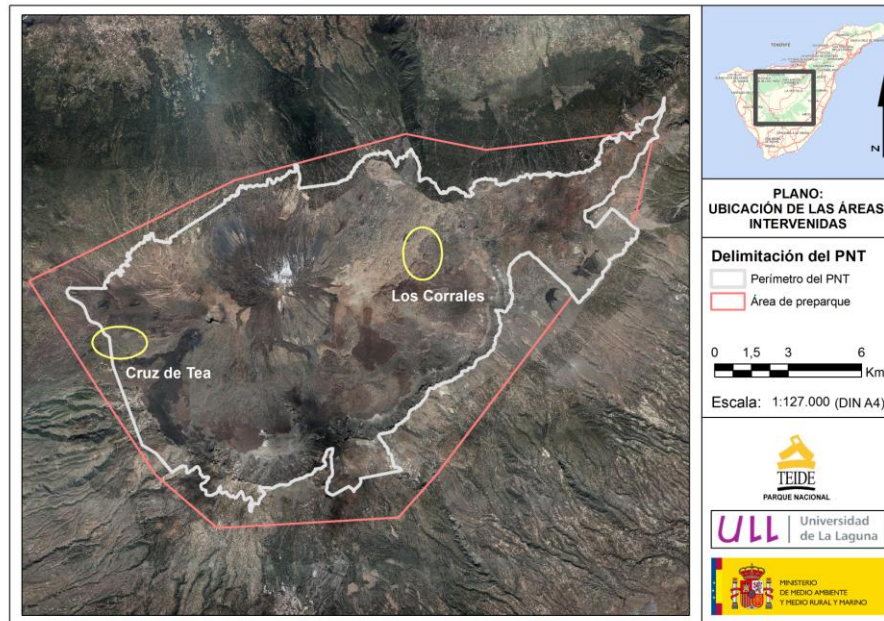 Los Corrales
Cruz de Tea
TENERIFE
N
PLANO:
UBICACIÓN DE LAS ÁREAS
INTERVENIDAS
Delimitación del PNT
Perímetro del PNT
Área de preparque
0 1,5 3 6
Km
Escala: 1:127.000 (DIN A4)
TEIDE
PARQUE NACIONAL
ULL Universidad
de La Laguna
MINISTERIO
DE MEDIO AMBIENTE
Y MEDIO RURAL Y MARINO